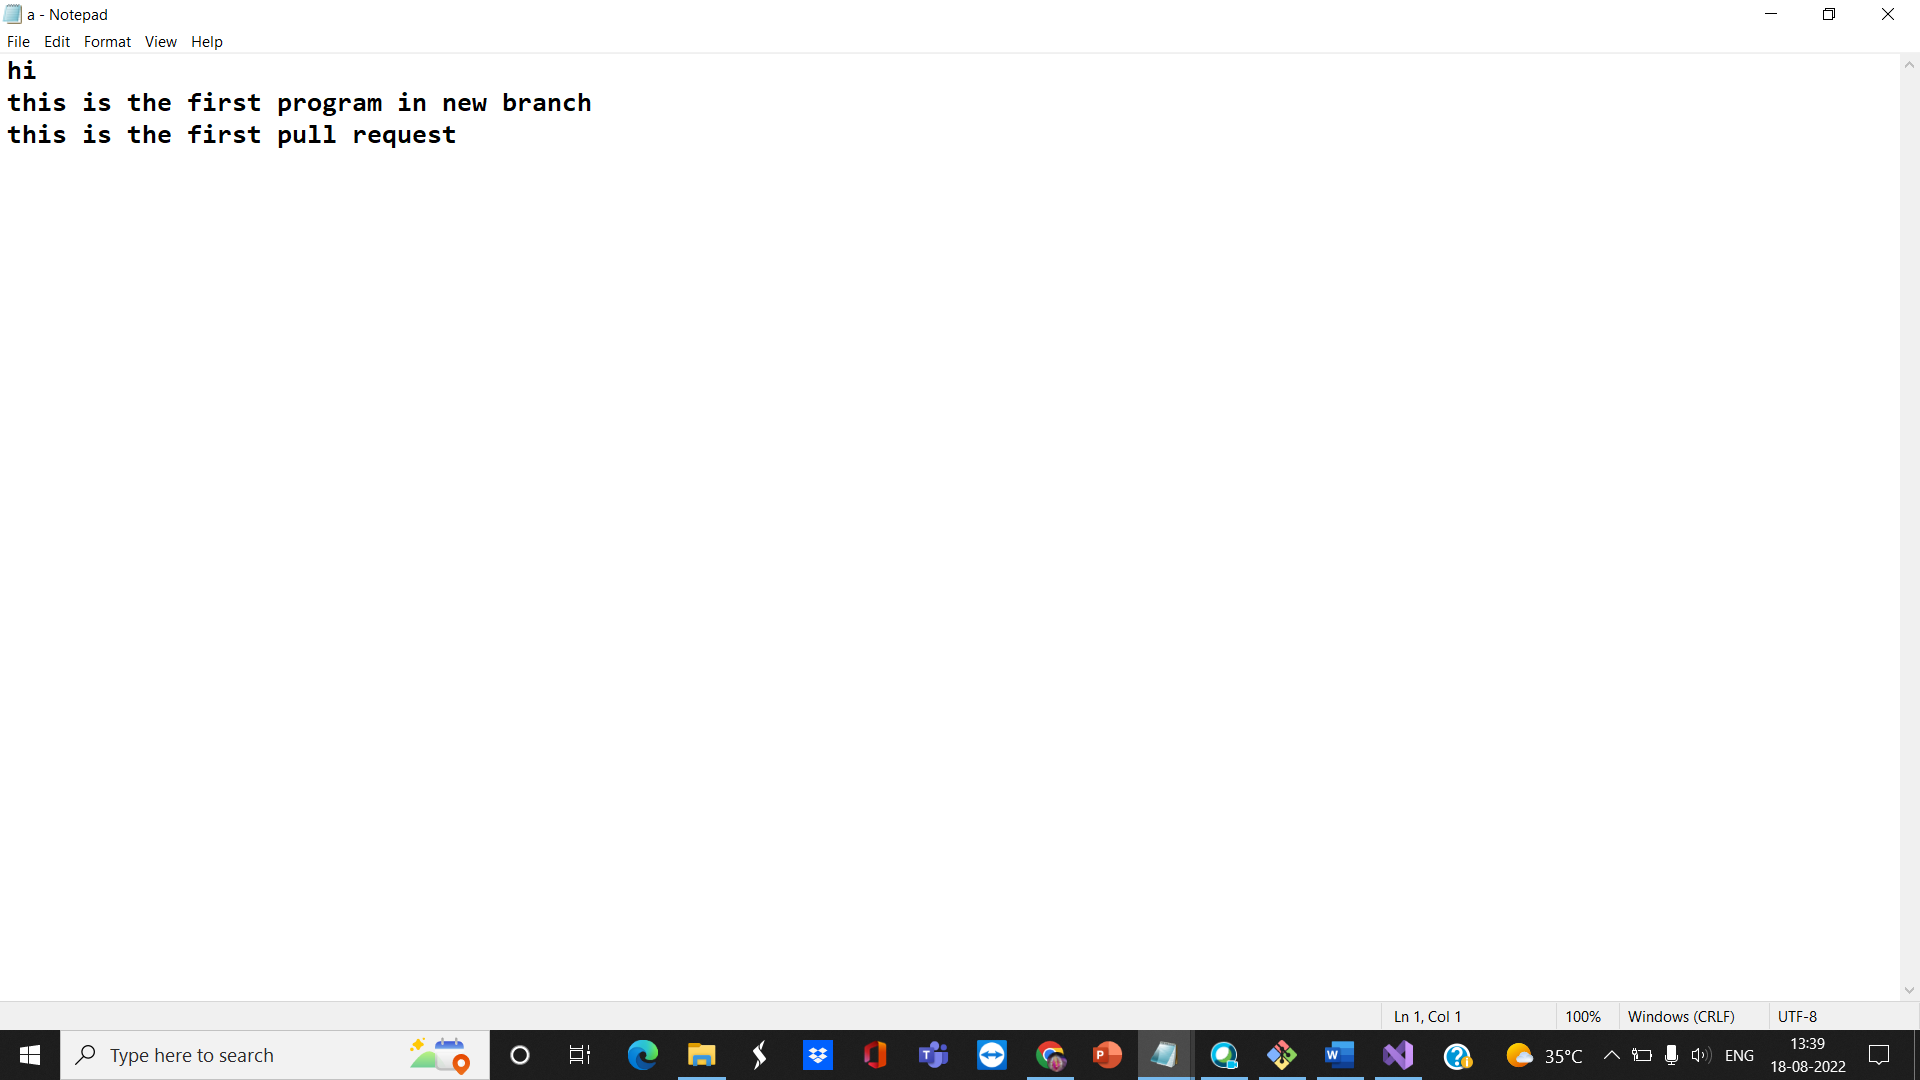 a - Notepad
File Edit Format View Help
hi
this is the first program in new branch
this is the first pull request
Ln 1, Col 1 100% Windows (CRLF) UTF-8
Type here to search
35°C ENG
13:39
18-08-2022